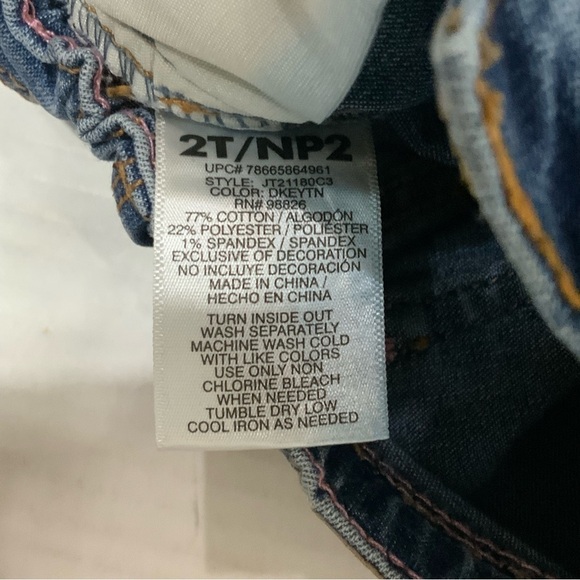 2T/NP2
UPC# 78665864961
STYLE: JT21180C3
COLOR: DKEYTN
RN# 98826
77% COTTON / ALGODÓN
22% POLYESTER / POLIÉSTER
1% SPANDEX / SPANDEX
EXCLUSIVE OF DECORATION
NO INCLUYE DECORACIÓN
MADE IN CHINA /
HECHO EN CHINA
TURN INSIDE OUT
WASH SEPARATELY
MACHINE WASH COLD
WITH LIKE COLORS
USE ONLY NON
CHLORINE BLEACH
WHEN NEEDED
TUMBLE DRY LOW
COOL IRON AS NEEDED